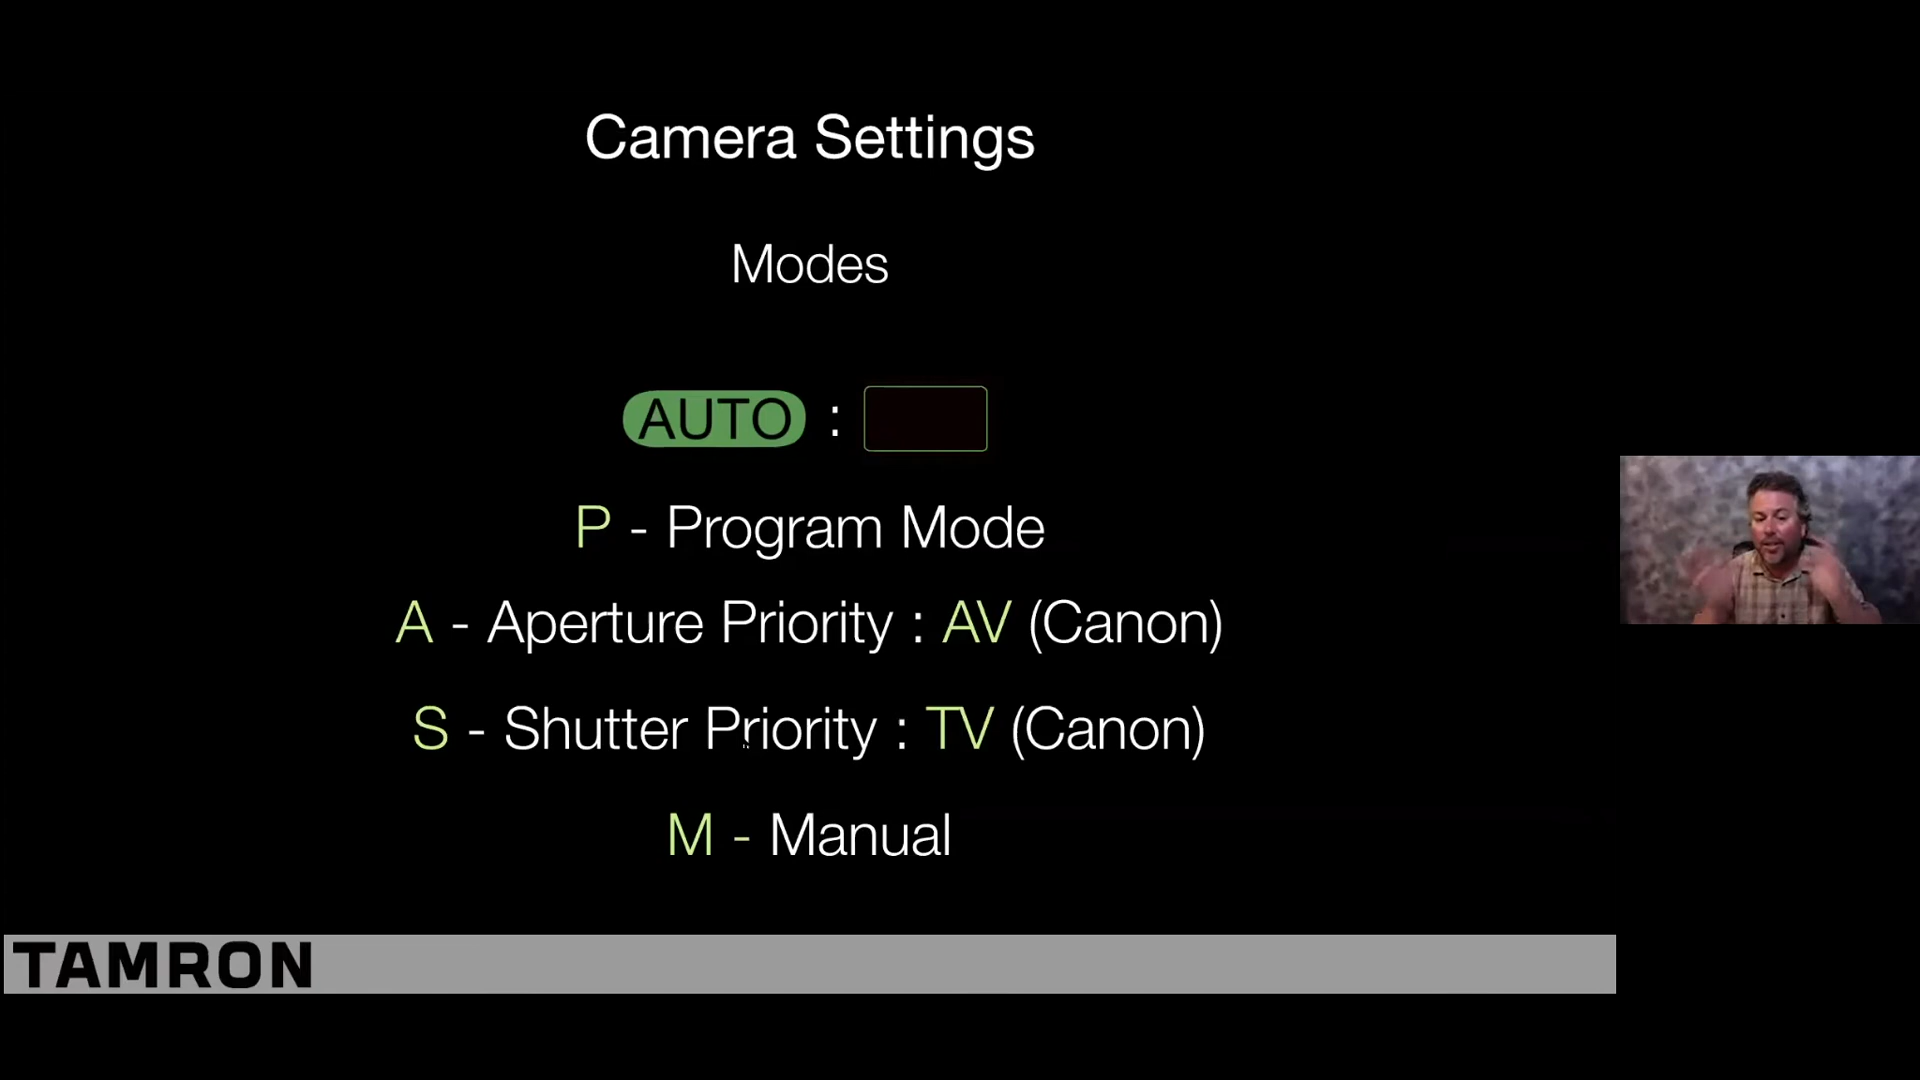 Camera Settings
Modes
AUTO :
P - Program Mode
A - Aperture Priority : AV (Canon)
S - Shutter Priority : TV (Canon)
M - Manual
TAMRON